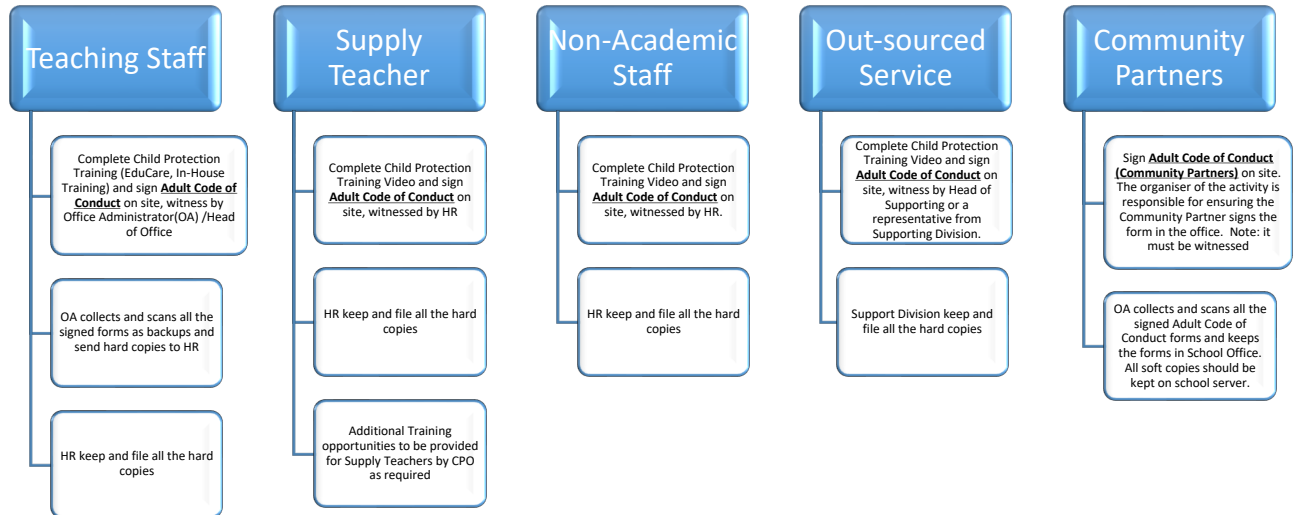 Teaching Staff
Complete Child Protection
Training (EduCare, In-House
Training) and sign Adult Code of
Conduct on site, witness by
Office Administrator(OA) /Head
of Office
OA collects and scans all the
signed forms as backups and
send hard copies to HR
HR keep and file all the hard
copies
Supply
Teacher
Complete Child Protection
Training Video and sign
Adult Code of Conduct on
site, witnessed by HR
HR keep and file all the hard
copies
Additional Training
opportunities to be provided
for Supply Teachers by CPO
as required
Non-Academic
Staff
Complete Child Protection
Training Video and sign
Adult Code of Conduct on
site, witnessed by HR.
HR keep and file all the hard
copies
Out-sourced
Service
Complete Child Protection
Training Video and sign
Adult Code of Conduct on
site, witness by Head of
Supporting or a
representative from
Supporting Division.
Support Division keep and
file all the hard copies
Community
Partners
Sign Adult Code of Conduct
(Community Partners) on site.
The organiser of the activity is
responsible for ensuring the
Community Partner signs the
form in the office. Note: it
must be witnessed
OA collects and scans all the
signed Adult Code of
Conduct forms and keeps
the forms in School Office.
All soft copies should be
kept on school server.